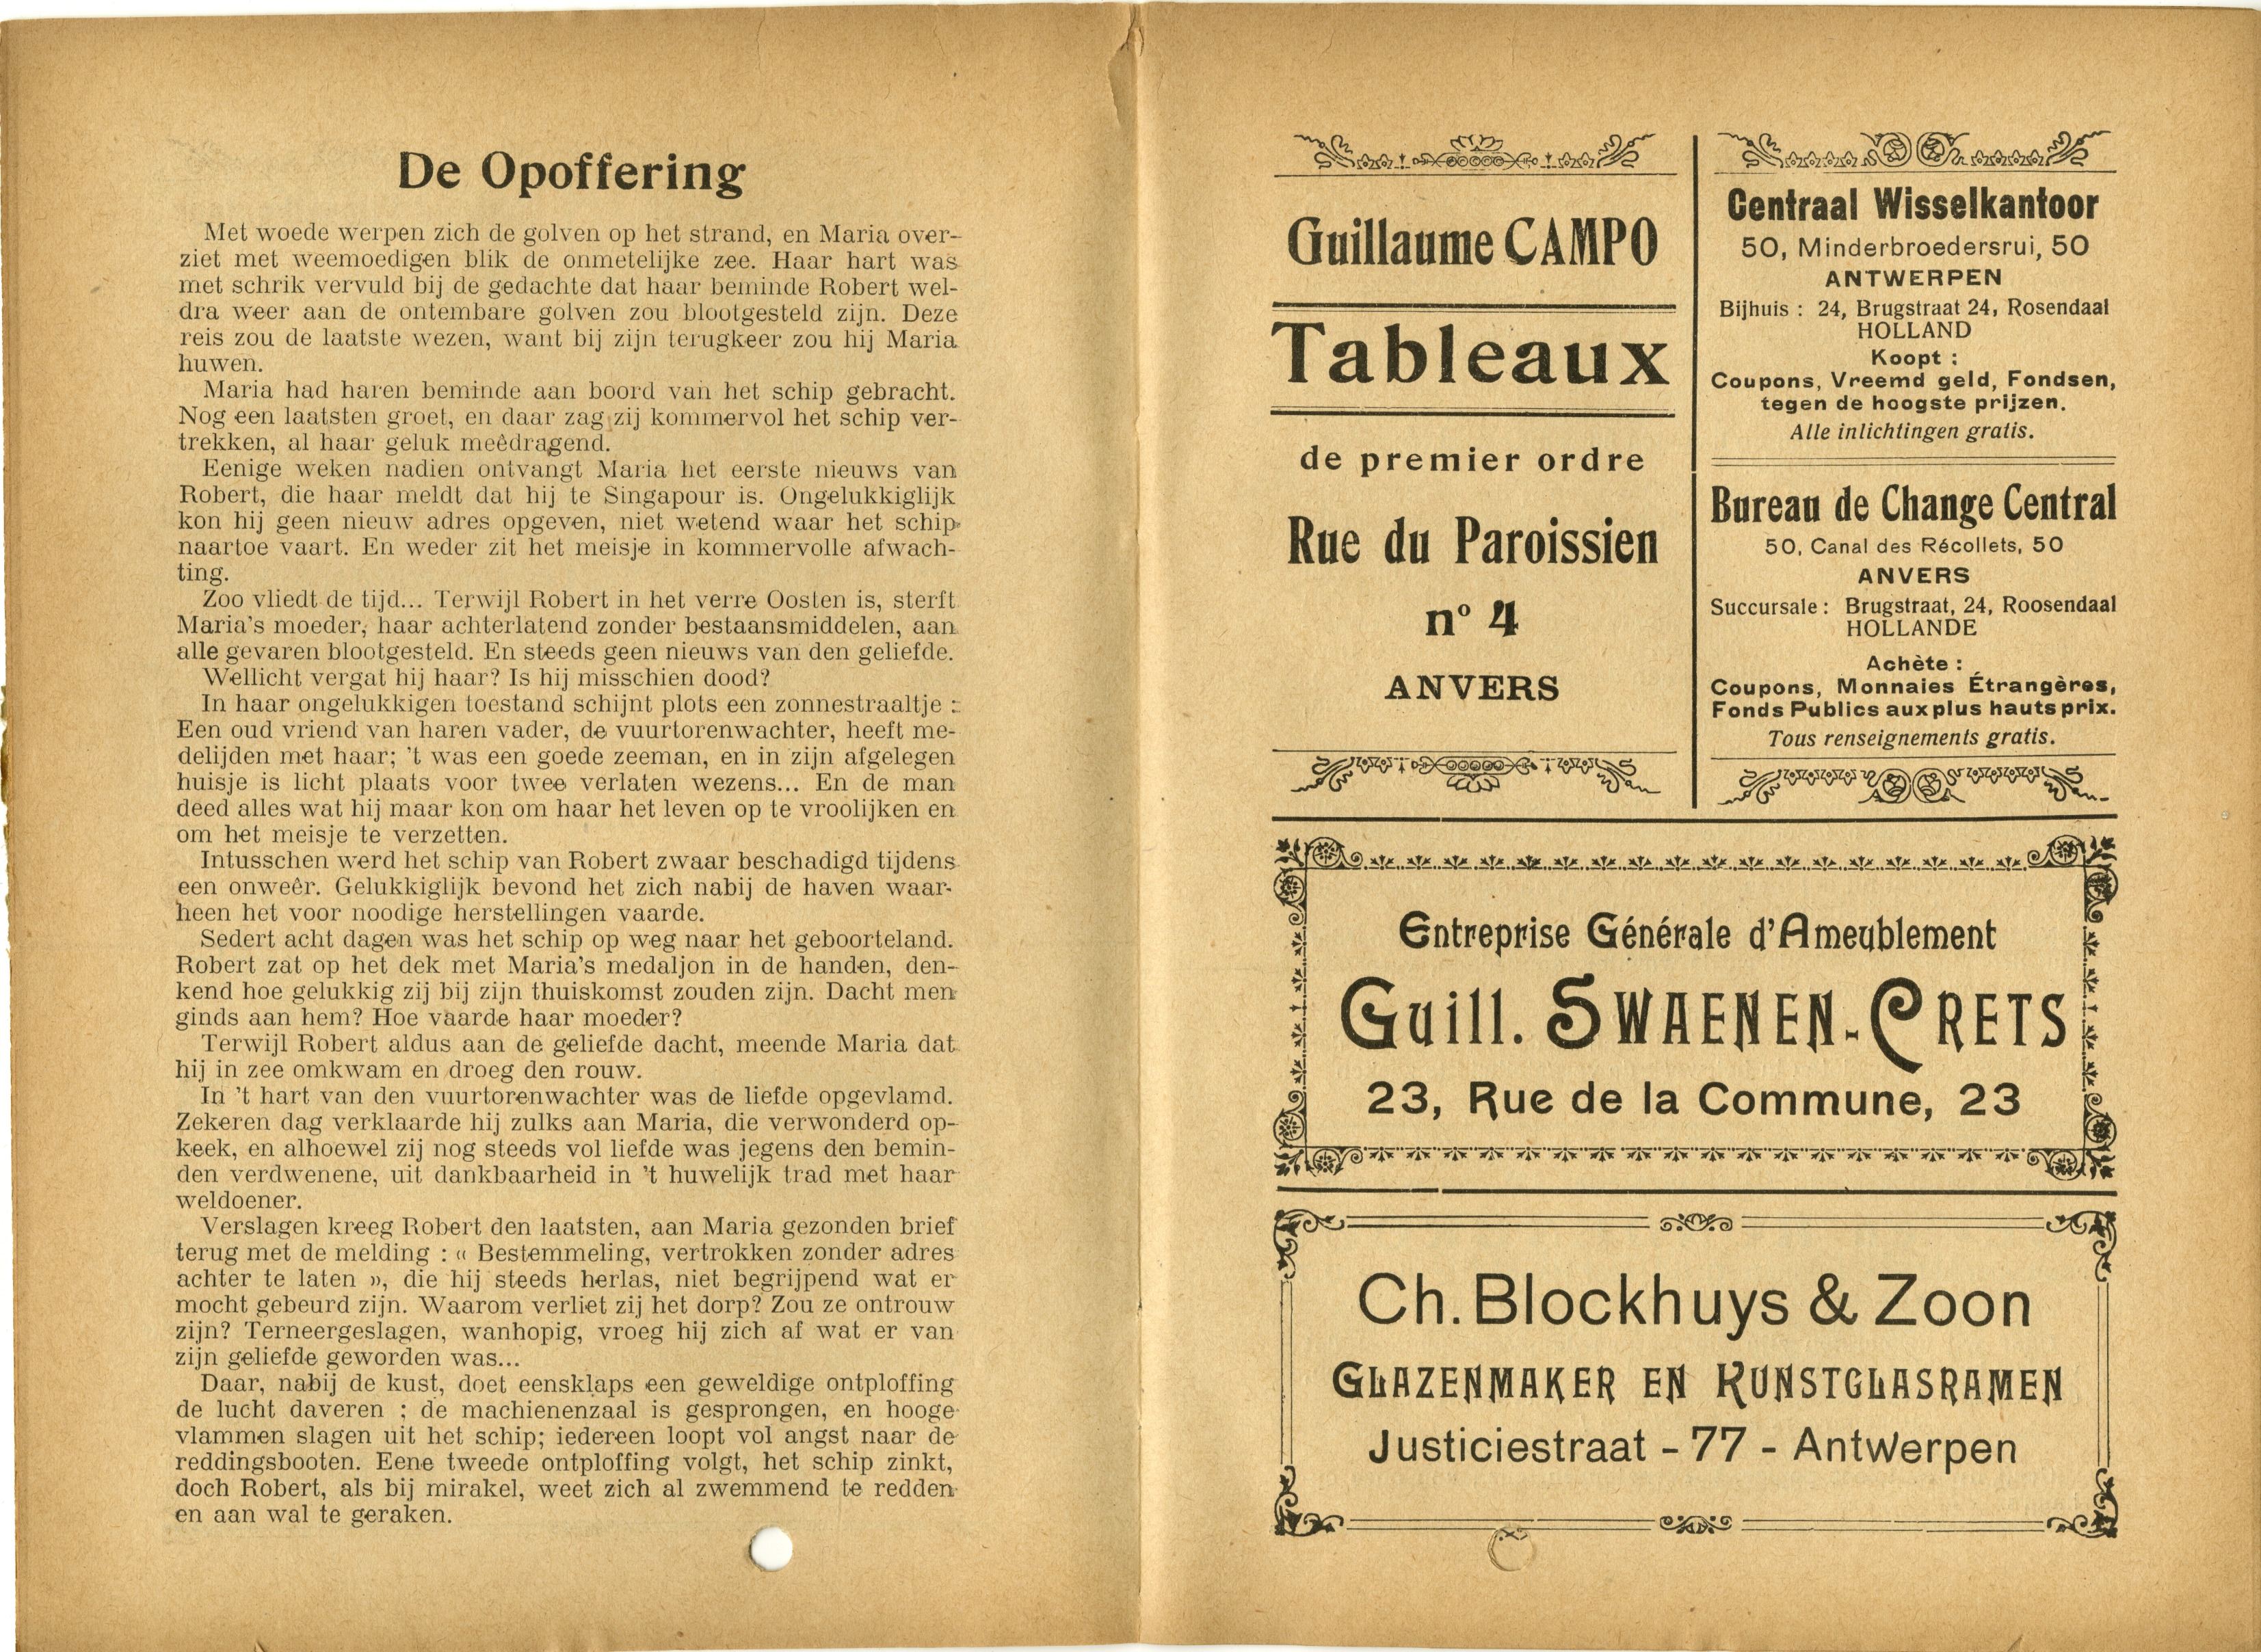 De Opoffering
Met woede werpen zich de golven op het strand, en Maria over-
ziet met weemoedigen blik de onmetelijke zee. Haar hart was
met schrik vervuld bij de gedachte dat haar beminde Robert wel-
dra weer aan de ontembare golven zou blootgesteld zijn. Deze
reis zou de laatste wezen, want bij zijn terugkeer zou hij Maria
huwen.
Maria had haren beminde aan boord van het schip gebracht.
Nog een laatsten groet, en daar zag zij kommervol het schip ver-
trekken, al haar geluk meêdragend.
Eenige weken nadien ontvangt Maria het eerste nieuws van
Robert, die haar meldt dat hij te Singapour is. Ongelukkiglijk
kon hij geen nieuw adres opgeven, niet wetend waar het schip
naartoe vaart. En weder zit het meisje in kommervolle afwach-
ting.
Zoo vliedt de tijd... Terwijl Robert in het verre Oosten is, sterft
Maria's moeder, haar achterlatend zonder bestaansmiddelen, aan
alle gevaren blootgesteld. En steeds geen nieuws van den geliefde.
Wellicht vergat hij haar? Is hij misschien dood?
In haar ongelukkigen toestand schijnt plots een zonnestraaltje :
Een oud vriend van haren vader, de vuurtorenwachter, heeft me-
delijden met haar; 't was een goede zeeman, en in zijn afgelegen
huisje is licht plaats voor twee verlaten wezens... En de man
deed alles wat hij maar kon om haar het leven op te vroolijken en
om het meisje te verzetten.
Intusschen werd het schip van Robert zwaar beschadigd tijdens
een onweêr. Gelukkiglijk bevond het zich nabij de haven waar-
heen het voor noodige herstellingen vaarde.
Sedert acht dagen was het schip op weg naar het geboorteland.
Robert zat op het dek met Maria's medaljon in de handen, den-
kend hoe gelukkig zij bij zijn thuiskomst zouden zijn. Dacht men
ginds aan hem? Hoe vaarde haar moeder?
Terwijl Robert aldus aan de geliefde dacht, meende Maria dat
hij in zee omkwam en droeg den rouw.
In 't hart van den vuurtorenwachter was de liefde opgevlamd.
Zekeren dag verklaarde hij zulks aan Maria, die verwonderd op-
keek, en alhoewel zij nog steeds vol liefde was jegens den bemin-
den verdwenene, uit dankbaarheid in 't huwelijk trad met haar
weldoener.
Verslagen kreeg Robert den laatsten, aan Maria gezonden brief
terug met de melding : « Bestemmeling, vertrokken zonder adres
achter te laten », die hij steeds herlas, niet begrijpend wat er
mocht gebeurd zijn. Waarom verliet zij het dorp? Zou ze ontrouw
zijn? Terneergeslagen, wanhopig, vroeg hij zich af wat er van
zijn geliefde geworden was...
Daar, nabij de kust, doet eensklaps een geweldige ontploffing
de lucht daveren ; de machienenzaal is gesprongen, en hooge
vlammen slagen uit het schip; iedereen loopt vol angst naar de
reddingsbooten. Eene tweede ontploffing volgt, het schip zinkt,
doch Robert, als bij mirakel, weet zich al zwemmend te redden
en aan wal te geraken.
Guillaume CAMPO
Tableaux
de premier ordre
Rue du Paroissien
n° 4
ANVERS
Centraal Wisselkantoor
50, Minderbroedersrui, 50
ANTWERPEN
Bijhuis : 24, Brugstraat 24, Rosendaal
HOLLAND
Koopt :
Coupons, Vreemd geld, Fondsen,
tegen de hoogste prijzen.
Alle inlichtingen gratis.
Bureau de Change Central
50, Canal des Récollets, 50
ANVERS
Succursale : Brugstraat, 24, Roosendaal
HOLLANDE
Achète :
Coupons, Monnaies Étrangères,
Fonds Publics aux plus hauts prix.
Tous renseignements gratis.
Entreprise Générale d'Ameublement
Guill. SWAENEN-CRETS
23, Rue de la Commune, 23
Ch. Blockhuys & Zoon
GLAZENMAKER EN KUNSTGLASRAMEN
Justiciestraat - 77 - Antwerpen